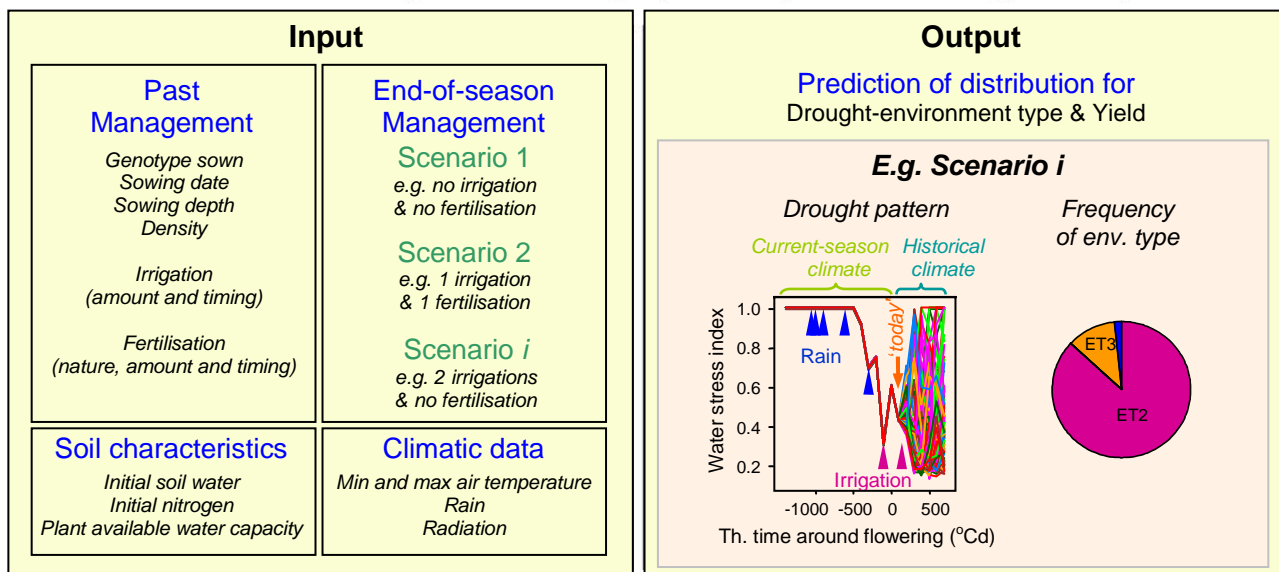 Input
Past
Management
Genotype sown
Sowing date
Sowing depth
Density
Irrigation
(amount and timing)
Fertilisation
(nature, amount and timing)
End-of-season
Management
Scenario 1
e.g. no irrigation
& no fertilisation
Scenario 2
e.g. 1 irrigation
& 1 fertilisation
Scenario i
e.g. 2 irrigations
& no fertilisation
Soil characteristics
Initial soil water
Initial nitrogen
Plant available water capacity
Climatic data
Min and max air temperature
Rain
Radiation
Output
Prediction of distribution for
Drought-environment type & Yield
E.g. Scenario i
Drought pattern
Current-season
climate
Historical
climate
Water stress index
1.0
0.8
0.6
0.4
0.2
Rain
'today'
Irrigation
-1000
-500
0
500
Th. time around flowering (oCd)
Frequency
of env. type
ET3
ET2